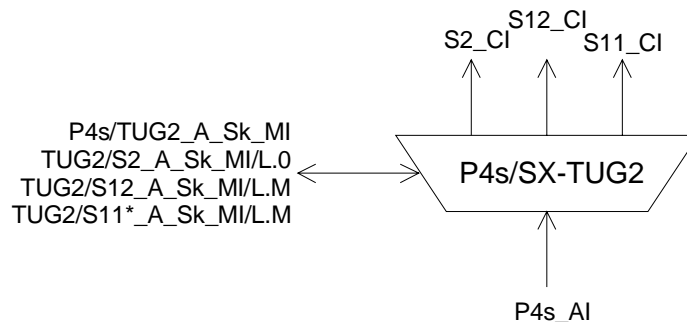 S2_CI
S12_CI
S11_CI
P4s/TUG2_A_Sk_MI
TUG2/S2_A_Sk_MI/L.0
TUG2/S12_A_Sk_MI/L.M
TUG2/S11*_A_Sk_MI/L.M
P4s/SX-TUG2
P4s_AI